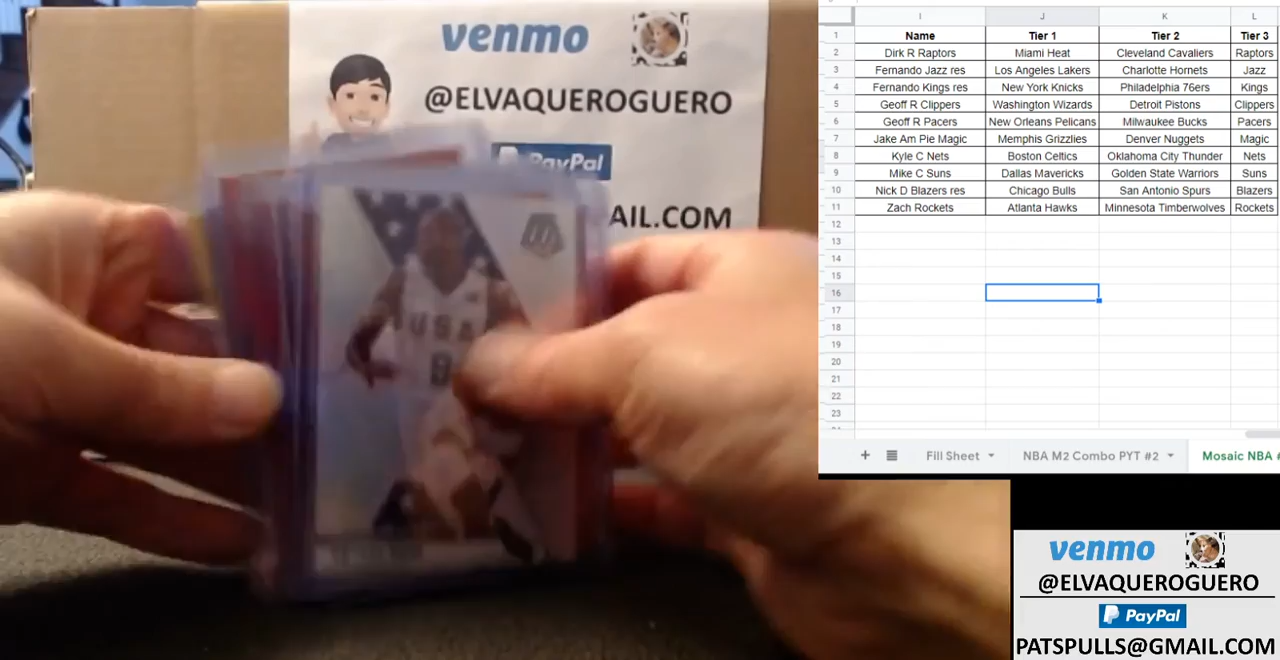 venmo
@ELVAQUEROGUERO
PayPal
AIL.COM
USA
9
I J K L
1 Name Tier 1 Tier 2 Tier 3
2 Dirk R Raptors Miami Heat Cleveland Cavaliers Raptors
3 Fernando Jazz res Los Angeles Lakers Charlotte Hornets Jazz
4 Fernando Kings res New York Knicks Philadelphia 76ers Kings
5 Geoff R Clippers Washington Wizards Detroit Pistons Clippers
6 Geoff R Pacers New Orleans Pelicans Milwaukee Bucks Pacers
7 Jake Am Pie Magic Memphis Grizzlies Denver Nuggets Magic
8 Kyle C Nets Boston Celtics Oklahoma City Thunder Nets
9 Mike C Suns Dallas Mavericks Golden State Warriors Suns
10 Nick D Blazers res Chicago Bulls San Antonio Spurs Blazers
11 Zach Rockets Atlanta Hawks Minnesota Timberwolves Rockets
12
13
14
15
16
17
18
19
20
21
22
23
Fill Sheet NBA M2 Combo PYT #2 Mosaic NBA #
venmo
@ELVAQUEROGUERO
PayPal
PATSPULLS@GMAIL.COM